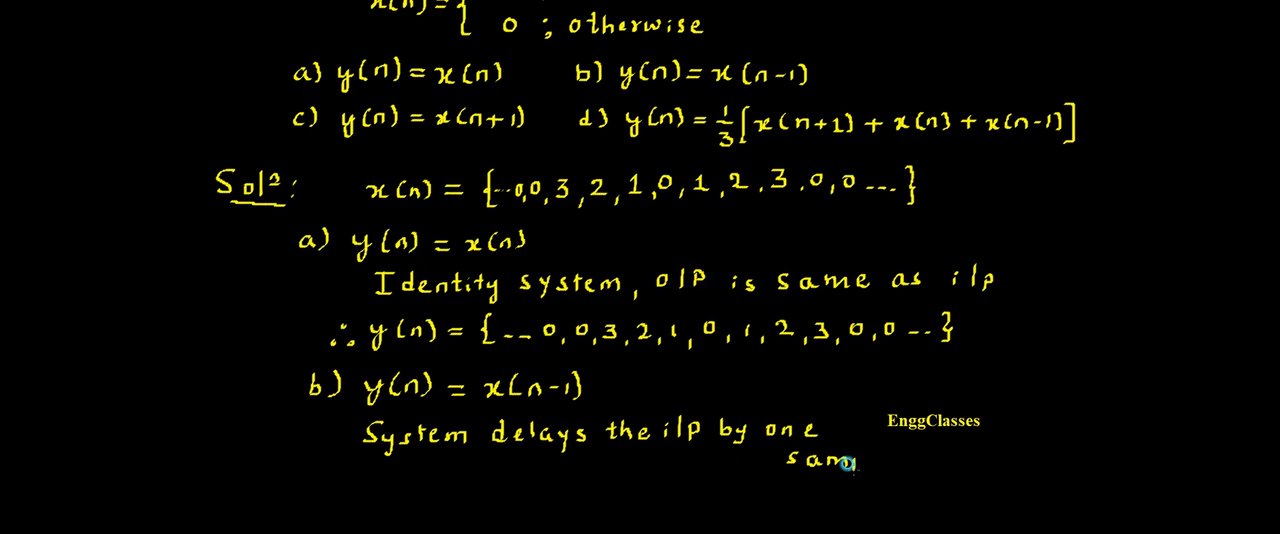 x(n) = {
0 ; otherwise
a) y(n) = x(n) b) y(n) = x(n-1)
c) y(n) = x(n+1) d) y(n) = 1/3 [x(n+1) + x(n) + x(n-1)]
Solⁿ: x(n) = {--0,0,3,2,1,0,1,2,3,0,0---}
a) y(n) = x(n)
Identity system, o/p is same as i/p
∴ y(n) = {-- 0,0,3,2,1,0,1,2,3,0,0 --}
b) y(n) = x(n-1)
System delays the i/p by one
EnggClasses
sam